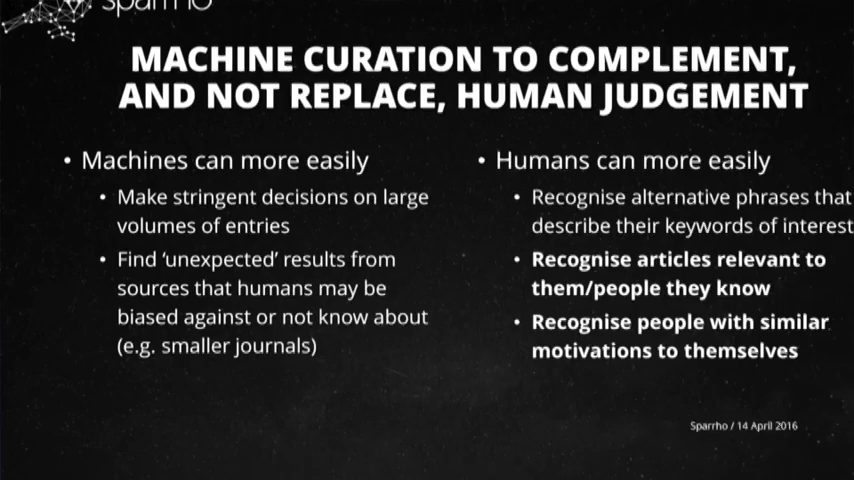 sparrho
MACHINE CURATION TO COMPLEMENT,
AND NOT REPLACE, HUMAN JUDGEMENT
• Machines can more easily
• Make stringent decisions on large
volumes of entries
• Find ‘unexpected’ results from
sources that humans may be
biased against or not know about
(e.g. smaller journals)
• Humans can more easily
• Recognise alternative phrases that
describe their keywords of interest
• Recognise articles relevant to
them/people they know
• Recognise people with similar
motivations to themselves
Sparrho / 14 April 2016